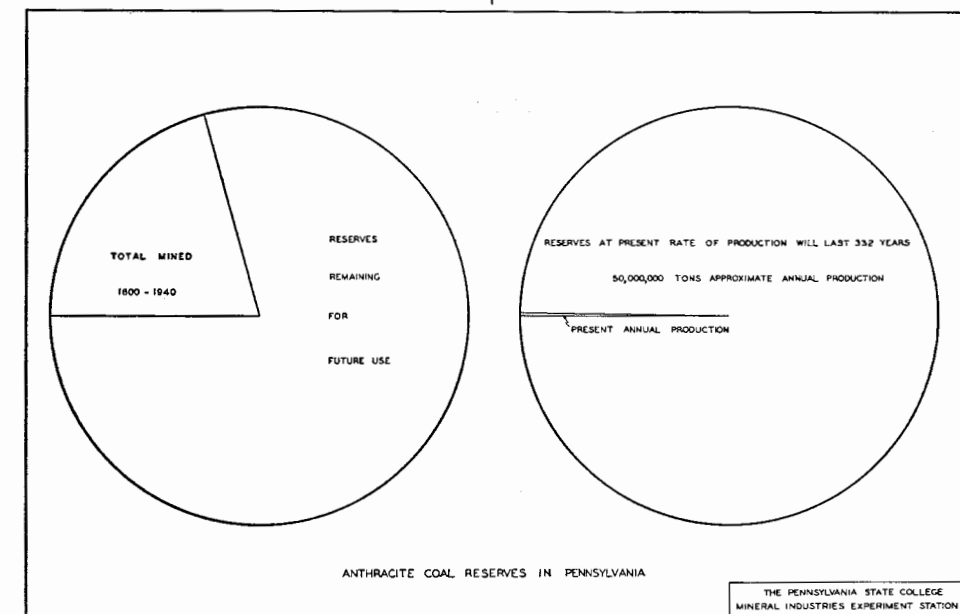 TOTAL MINED
1800 - 1940
RESERVES
REMAINING
FOR
FUTURE USE
RESERVES AT PRESENT RATE OF PRODUCTION WILL LAST 332 YEARS
50,000,000 TONS APPROXIMATE ANNUAL PRODUCTION
PRESENT ANNUAL PRODUCTION
ANTHRACITE COAL RESERVES IN PENNSYLVANIA
THE PENNSYLVANIA STATE COLLEGE
MINERAL INDUSTRIES EXPERIMENT STATION